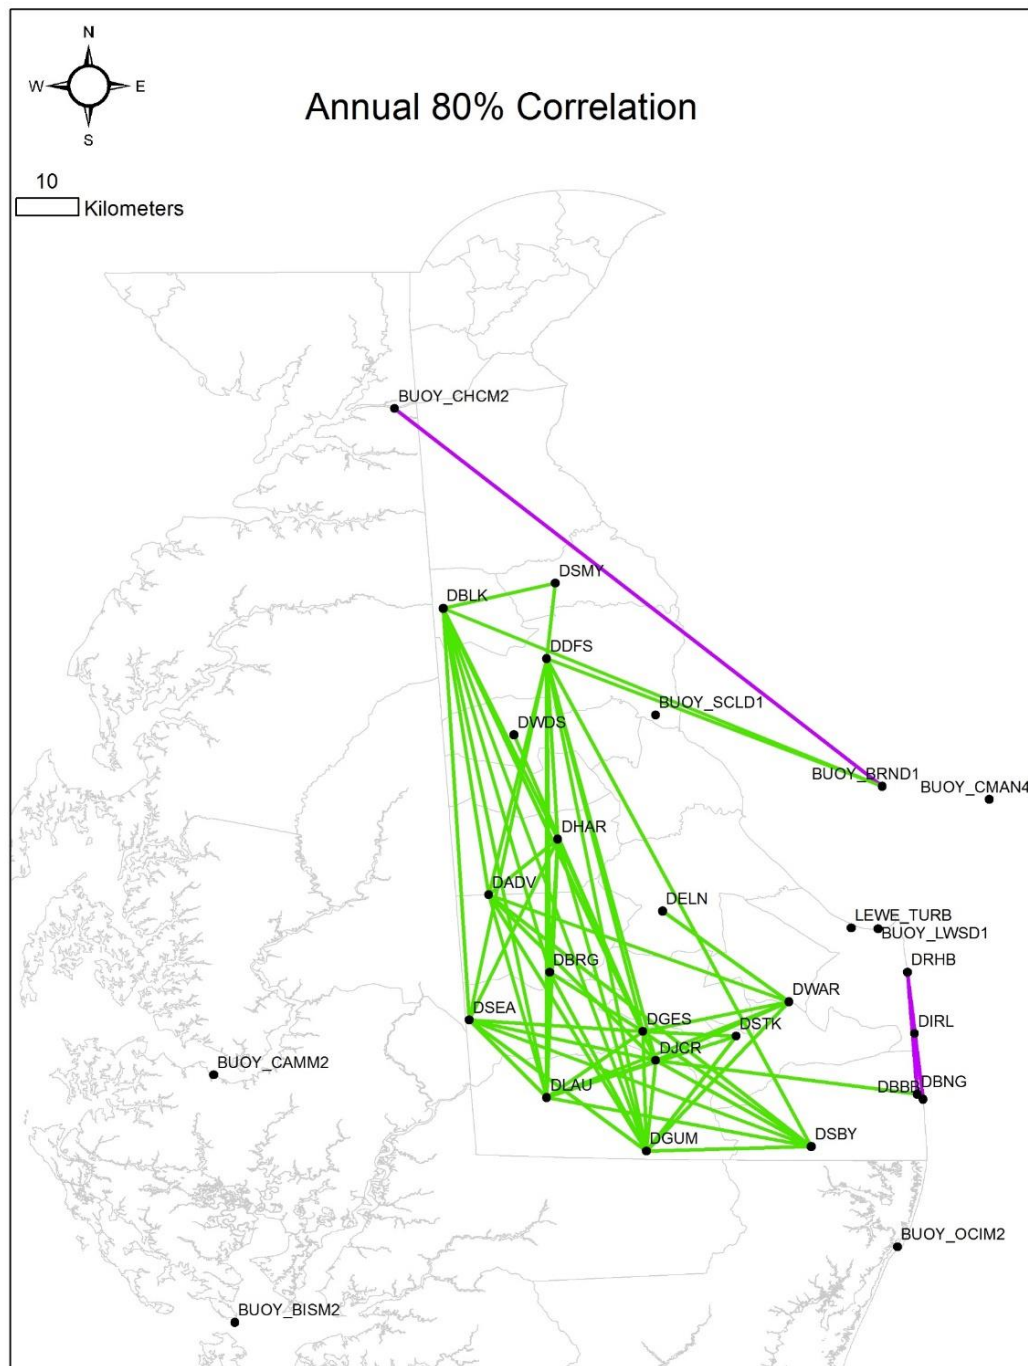 N
W E
S
Annual 80% Correlation
10
Kilometers
BUOY_CHCM2
DSMY
DBLK
DDFS
BUOY_SCLD1
DWDS
BUOY_BRND1
BUOY_CMAN4
DHAR
DADV
DELN
LEWE_TURB
BUOY_LWSD1
DBRG
DRHB
DWAR
DSEA
DGES
DSTK
DIRL
DJCR
BUOY_CAMM2
DLAU
DBBB
DBNG
DGUM
DSBY
BUOY_OCIM2
BUOY_BISM2